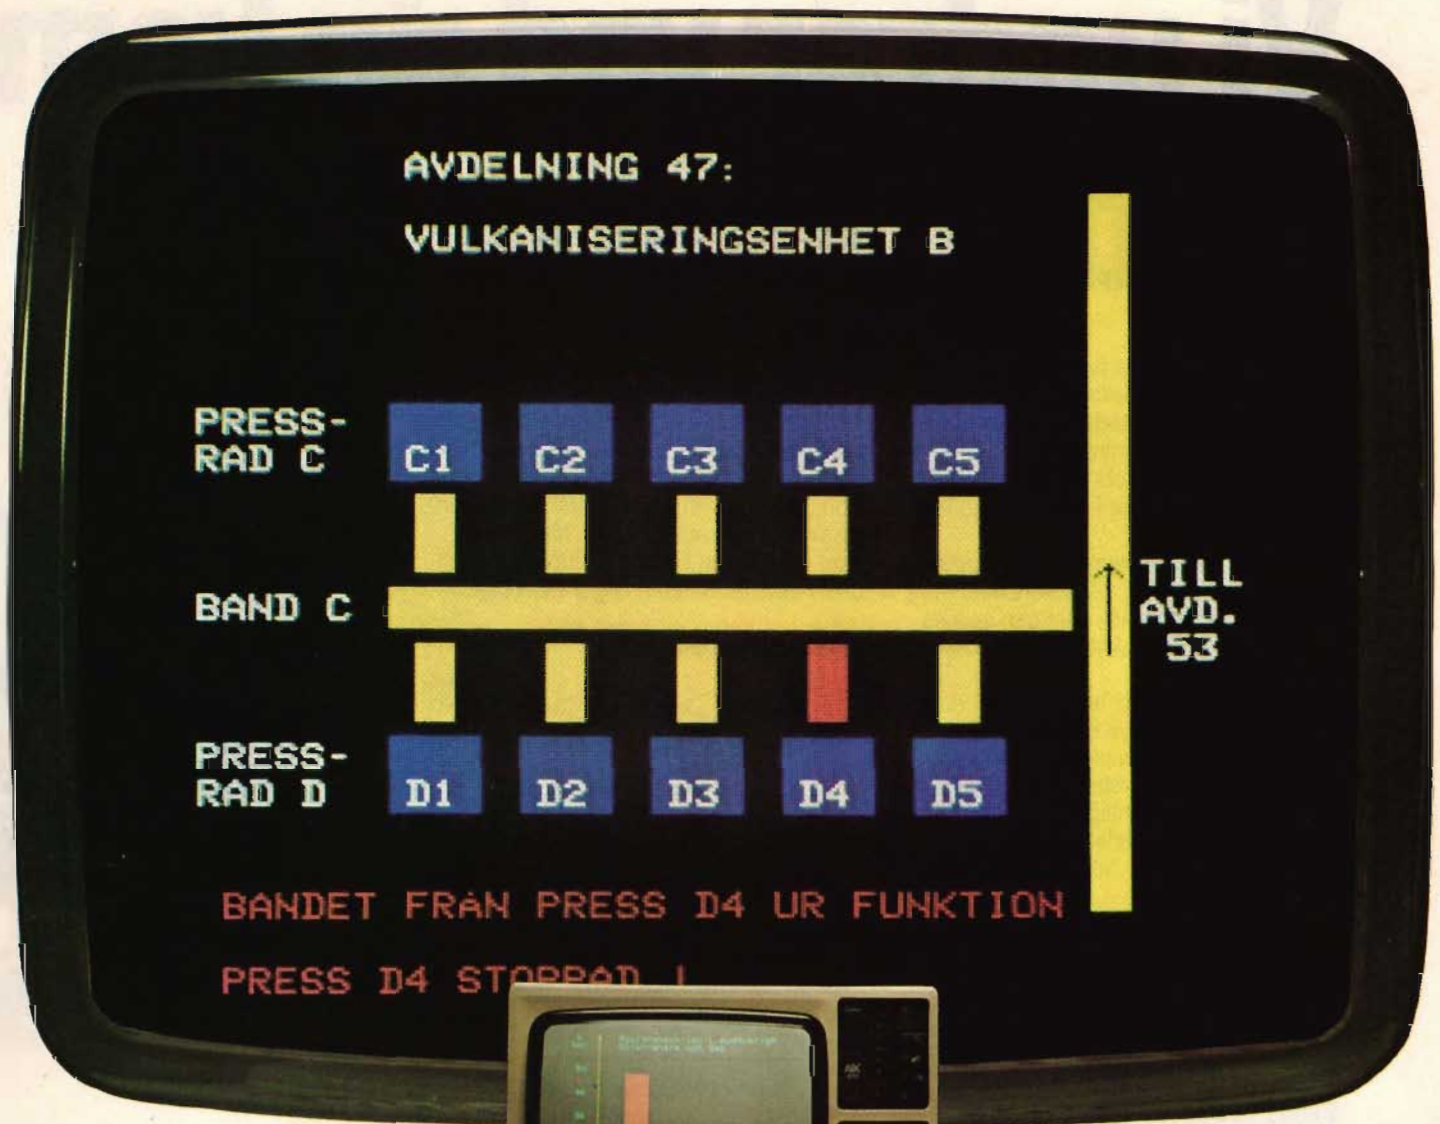 AVDELNING 47:
VULKANISERINGSENHET B
PRESS-
RAD C
C1 C2 C3 C4 C5
BAND C
TILL
AVD.
53
PRESS-
RAD D
D1 D2 D3 D4 D5
BANDET FRÅN PRESS D4 UR FUNKTION
PRESS D4 STOPPAD !